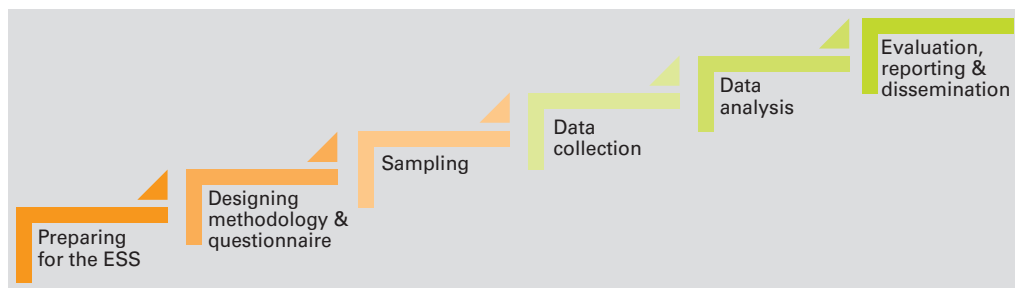 Preparing
for the ESS
Designing
methodology &
questionnaire
Sampling
Data
collection
Data
analysis
Evaluation,
reporting &
dissemination